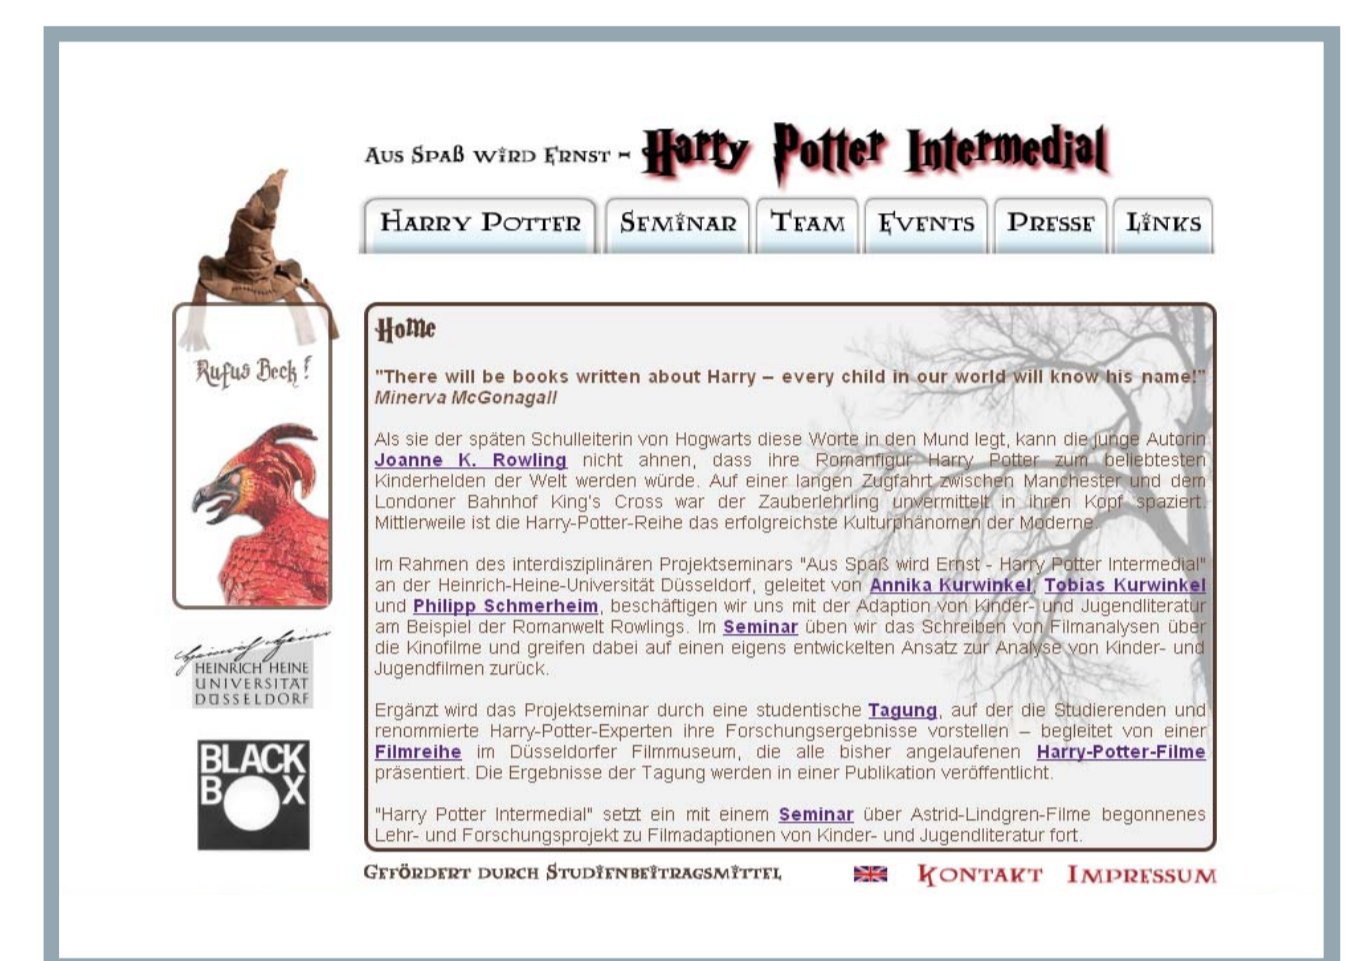 Aus Spaß wird Ernst - Harry Potter Intermedial
Harry Potter Seminar Team Events Presse Links
Rufus Beck!
HEINRICH HEINE
UNIVERSITÄT
DÜSSELDORF
BLACK
BOX
Home
"There will be books written about Harry – every child in our world will know his name!"
Minerva McGonagall
Als sie der späten Schulleiterin von Hogwarts diese Worte in den Mund legt, kann die junge Autorin
Joanne K. Rowling nicht ahnen, dass ihre Romanfigur Harry Potter zum beliebtesten
Kinderhelden der Welt werden würde. Auf einer langen Zugfahrt zwischen Manchester und dem
Londoner Bahnhof King's Cross war der Zauberlehrling unvermittelt in ihren Kopf spaziert.
Mittlerweile ist die Harry-Potter-Reihe das erfolgreichste Kulturphänomen der Moderne.
Im Rahmen des interdisziplinären Projektseminars "Aus Spaß wird Ernst - Harry Potter Intermedial"
an der Heinrich-Heine-Universität Düsseldorf, geleitet von Annika Kurwinkel, Tobias Kurwinkel
und Philipp Schmerheim, beschäftigen wir uns mit der Adaption von Kinder- und Jugendliteratur
am Beispiel der Romanwelt Rowlings. Im Seminar üben wir das Schreiben von Filmanalysen über
die Kinofilme und greifen dabei auf einen eigens entwickelten Ansatz zur Analyse von Kinder- und
Jugendfilmen zurück.
Ergänzt wird das Projektseminar durch eine studentische Tagung, auf der die Studierenden und
renommierte Harry-Potter-Experten ihre Forschungsergebnisse vorstellen – begleitet von einer
Filmreihe im Düsseldorfer Filmmuseum, die alle bisher angelaufenen Harry-Potter-Filme
präsentiert. Die Ergebnisse der Tagung werden in einer Publikation veröffentlicht.
"Harry Potter Intermedial" setzt ein mit einem Seminar über Astrid-Lindgren-Filme begonnenes
Lehr- und Forschungsprojekt zu Filmadaptionen von Kinder- und Jugendliteratur fort.
Gefördert durch Studienbeitragsmittel Kontakt Impressum